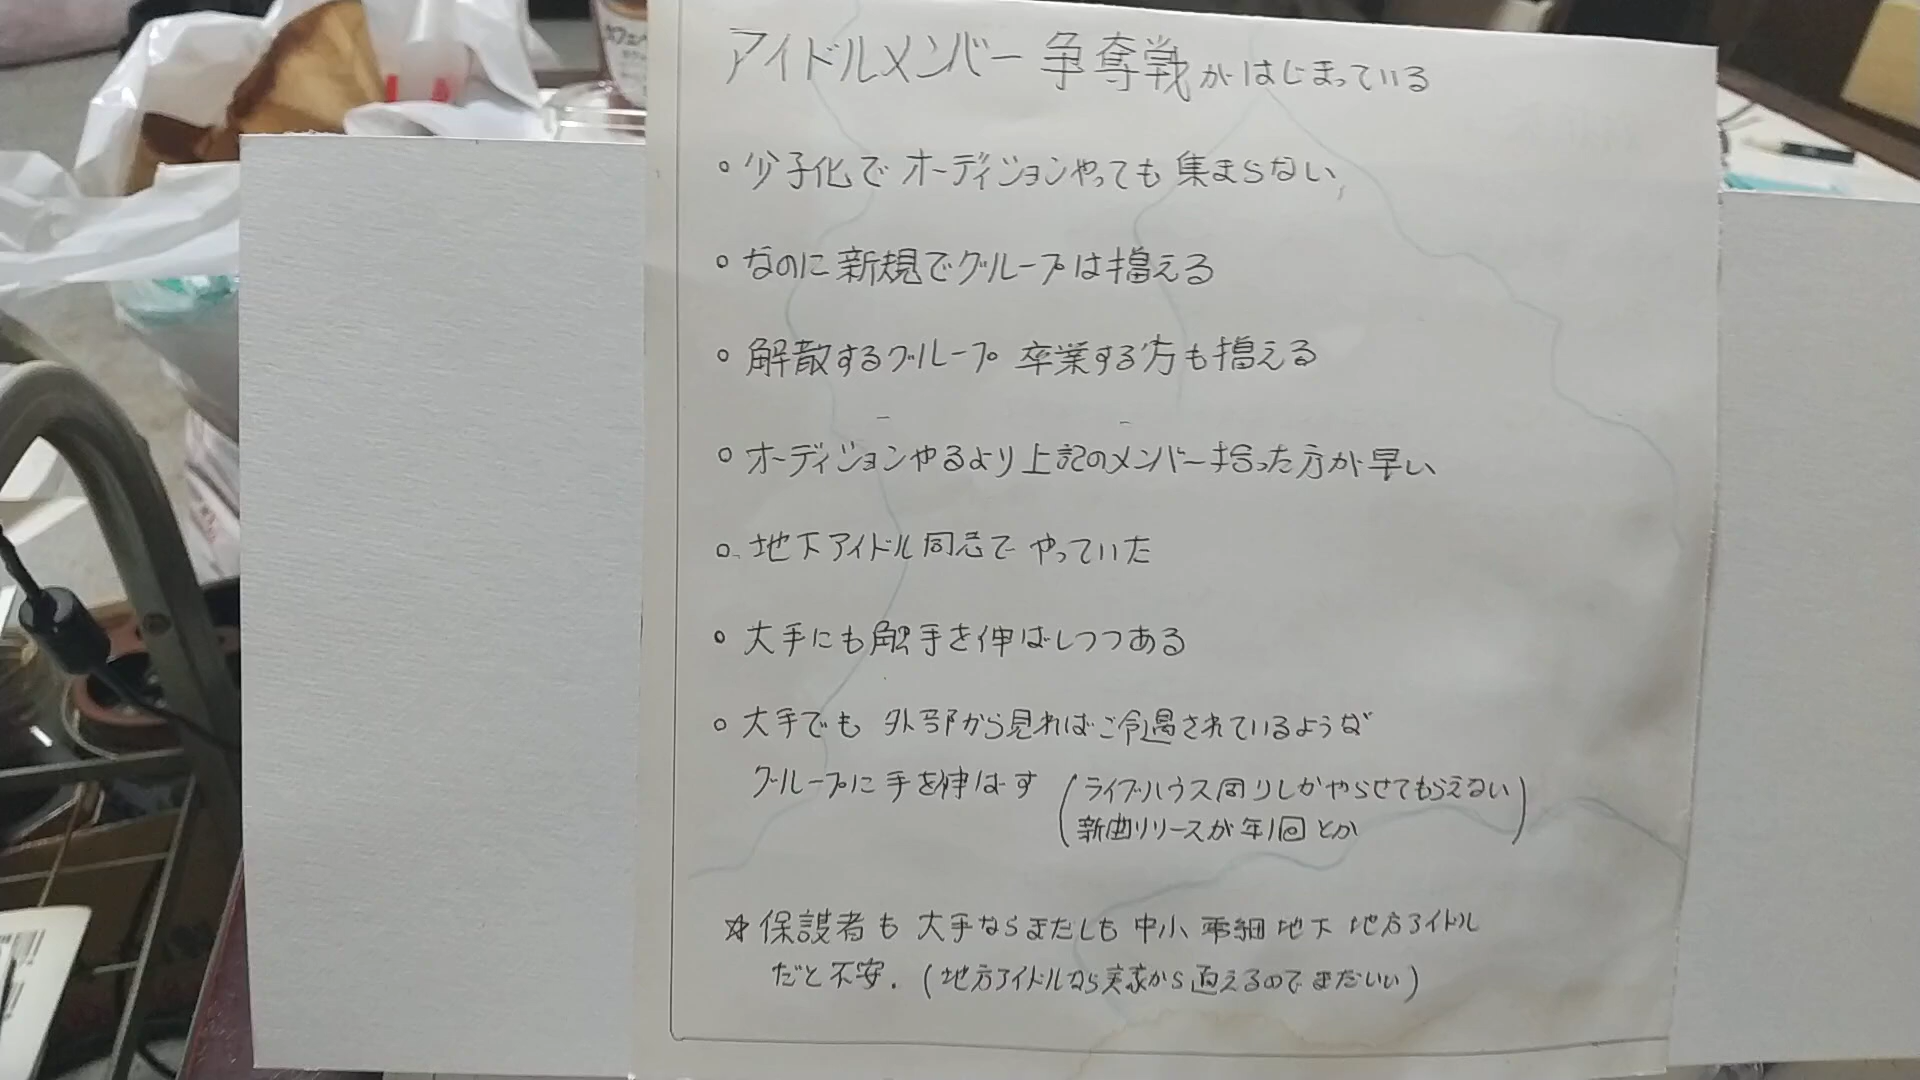 アイドルメンバー争奪戦がはじまっている
○ 少子化でオーディションやっても集まらない
○ なのに新規でグループは増える
○ 解散するグループ 卒業する方も増える
○ オーディションやるより上記のメンバー拾った方が早い
○ 地下アイドル同志でやっていた
○ 大手にも触手を伸ばしつつある
○ 大手でも 外部から見ればご冷遇されているような
グループに手を伸ばす (ライブハウス回りしかやらせてもらえない
新曲リリースが年1回とか)
☆保護者も 大手ならまだしも 中小 零細 地下 地方アイドル
だと不安.(地方アイドルなら実家から通えるのでまだいい)